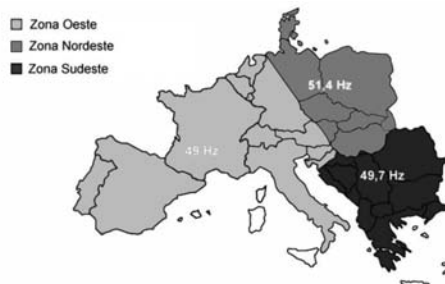 Zona Oeste
Zona Nordeste
Zona Sudeste
51,4 Hz
49 Hz
49,7 Hz